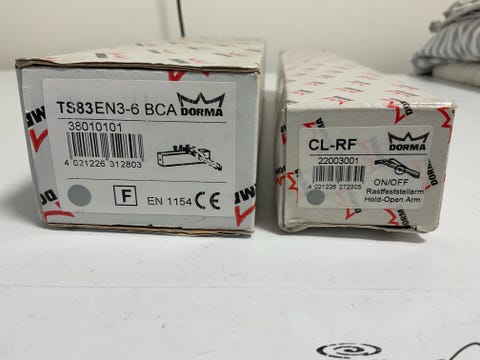 TS83EN3-6 BCA
DORMA
38010101
4 021226 312803
F
EN 1154 CE
CL-RF
DORMA
22003001
4 021226 272305
ON/OFF
Rastfeststellarm
Hold-Open Arm